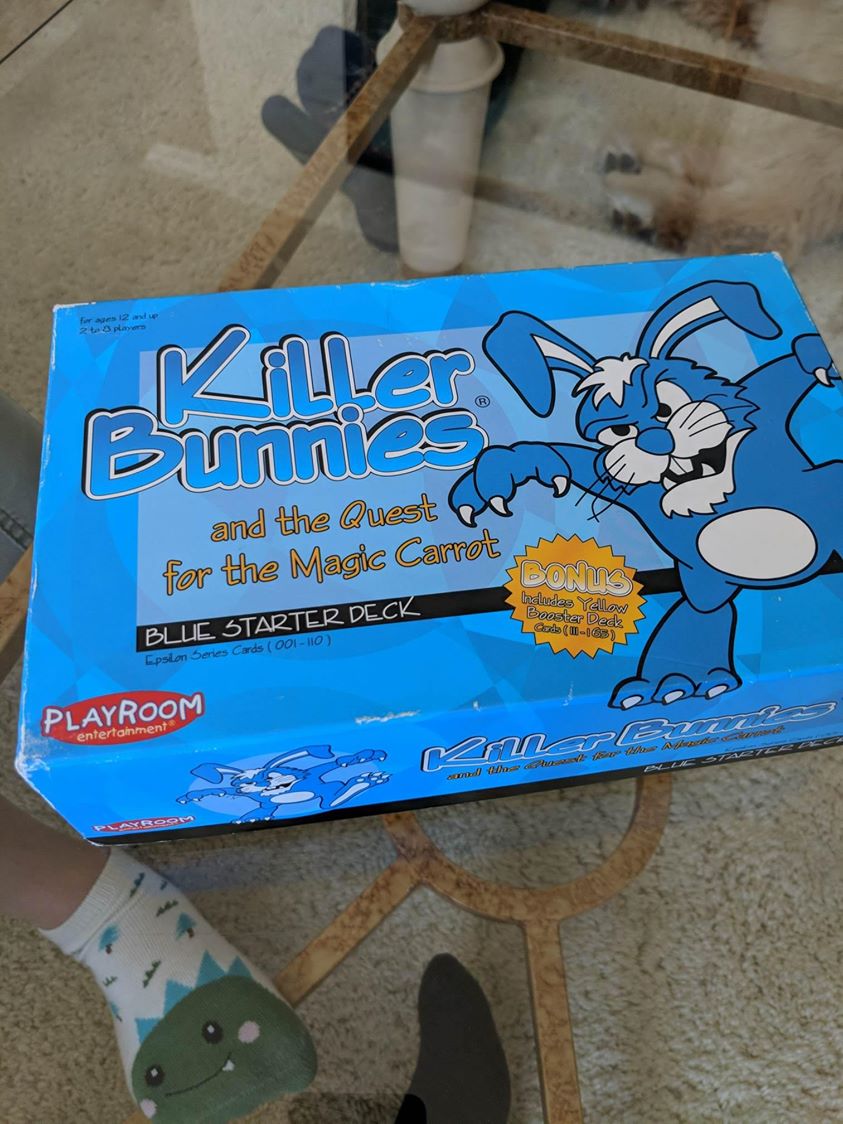 For ages 12 and up
2 to 8 players
KiLLer
Bunnies®
and the Quest
for the Magic Carrot
BLUE STARTER DECK
Epsilon Series Cards (001-110)
BONUS
Includes Yellow
Booster Deck
Cards (111-165)
PLAYROOM
entertainment®
KiLLer Bunnies
and the Quest for the Magic Carrot
BLUE STARTER DECK
PLAYROOM
entertainment